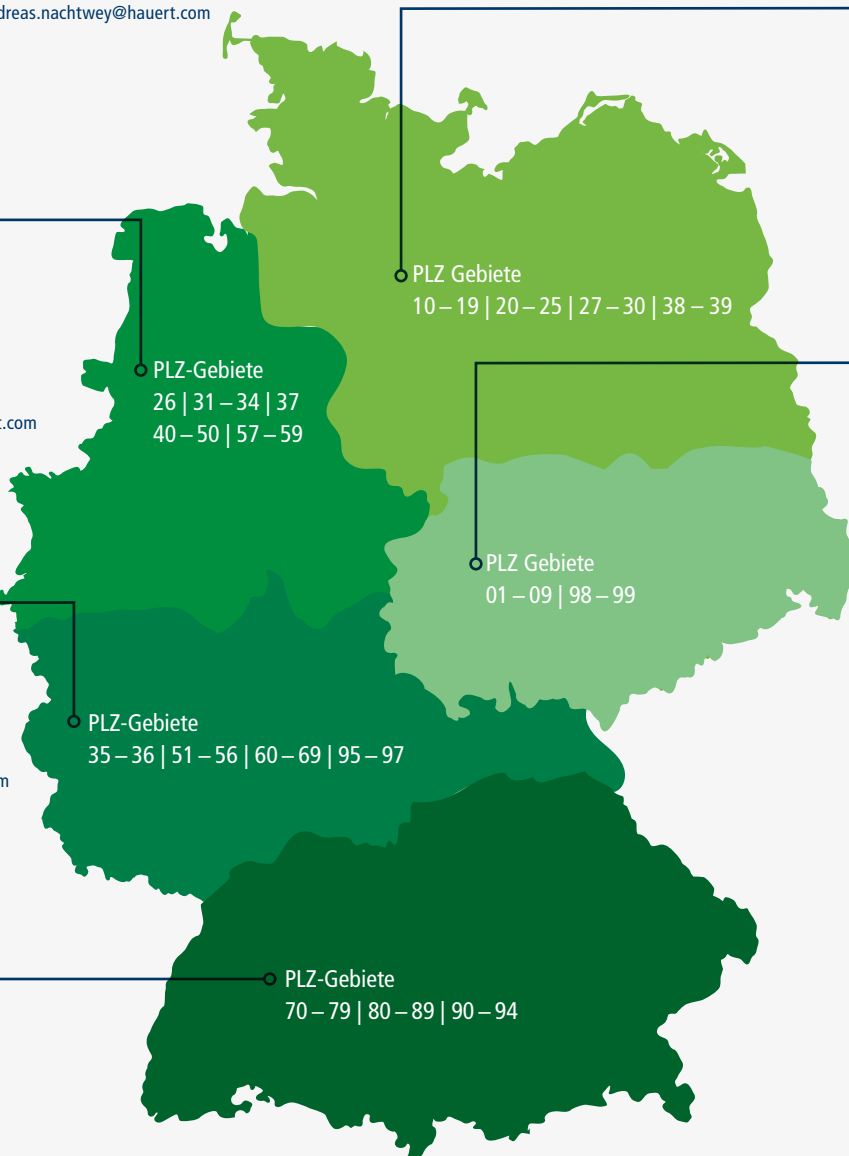 dreas.nachtwey@hauert.com
PLZ Gebiete
10 – 19 | 20 – 25 | 27 – 30 | 38 – 39
PLZ-Gebiete
26 | 31 – 34 | 37
40 – 50 | 57 – 59
t.com
PLZ Gebiete
01 – 09 | 98 – 99
PLZ-Gebiete
35 – 36 | 51 – 56 | 60 – 69 | 95 – 97
m
PLZ-Gebiete
70 – 79 | 80 – 89 | 90 – 94